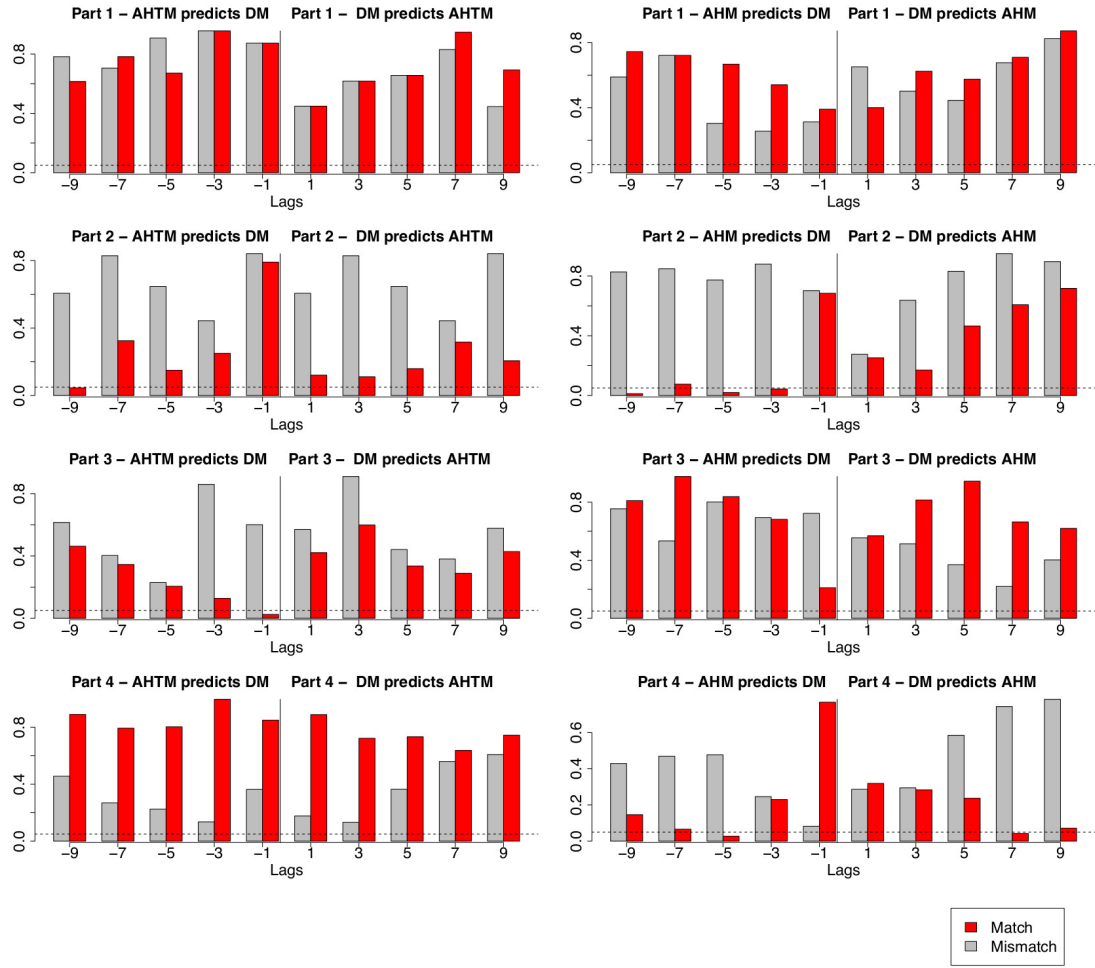 Part 1 – AHTM predicts DM Part 1 – DM predicts AHTM
0.0 0.4 0.8
−9 −7 −5 −3 −1 1 3 5 7 9
Lags
Part 1 – AHM predicts DM Part 1 – DM predicts AHM
0.0 0.4 0.8
−9 −7 −5 −3 −1 1 3 5 7 9
Lags
Part 2 – AHTM predicts DM Part 2 – DM predicts AHTM
0.0 0.4 0.8
−9 −7 −5 −3 −1 1 3 5 7 9
Lags
Part 2 – AHM predicts DM Part 2 – DM predicts AHM
0.0 0.4 0.8
−9 −7 −5 −3 −1 1 3 5 7 9
Lags
Part 3 – AHTM predicts DM Part 3 – DM predicts AHTM
0.0 0.4 0.8
−9 −7 −5 −3 −1 1 3 5 7 9
Lags
Part 3 – AHM predicts DM Part 3 – DM predicts AHM
0.0 0.4 0.8
−9 −7 −5 −3 −1 1 3 5 7 9
Lags
Part 4 – AHTM predicts DM Part 4 – DM predicts AHTM
0.0 0.4 0.8
−9 −7 −5 −3 −1 1 3 5 7 9
Lags
Part 4 – AHM predicts DM Part 4 – DM predicts AHM
0.0 0.2 0.4 0.6
−9 −7 −5 −3 −1 1 3 5 7 9
Lags
Match
Mismatch